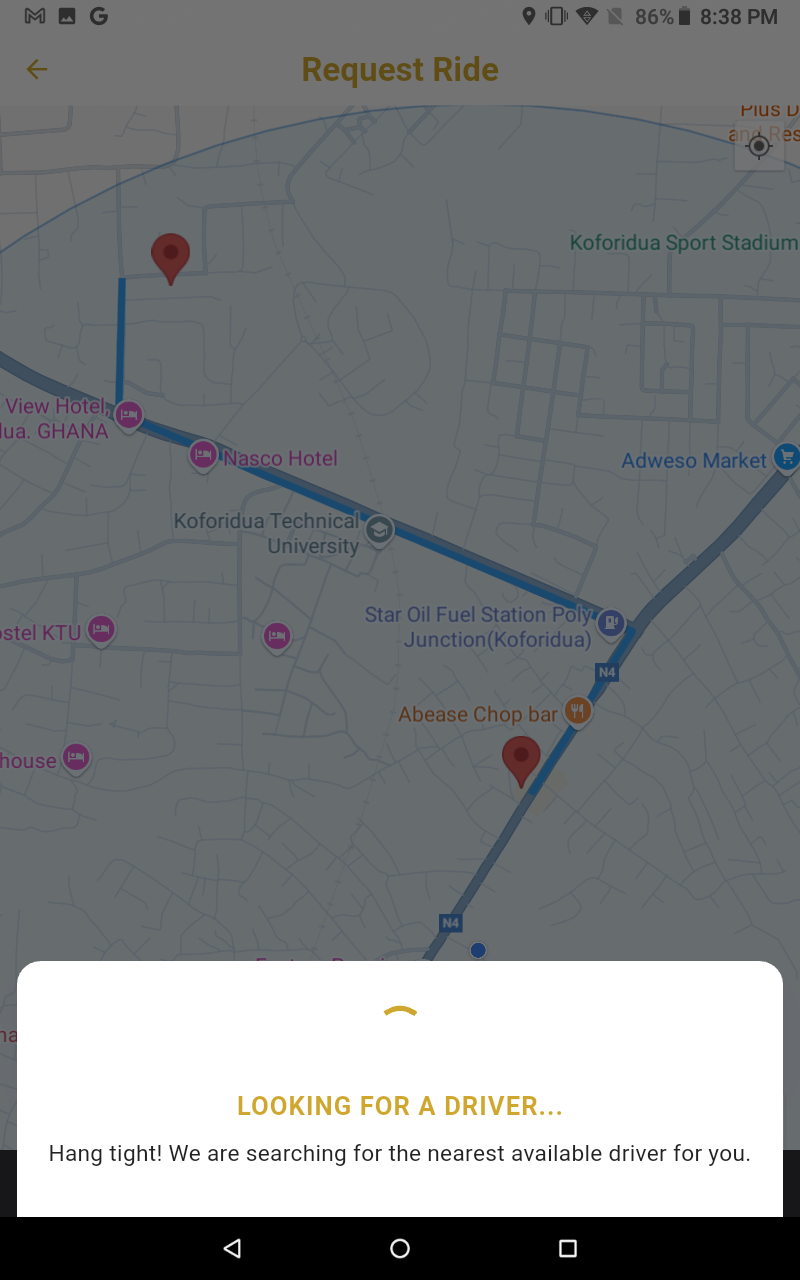 86% 8:38 PM
Request Ride
Plus D
and Res
Koforidua Sport Stadium
View Hotel,
lua. GHANA
Nasco Hotel
Adweso Market
Koforidua Technical
University
Star Oil Fuel Station Poly
Junction(Koforidua)
ostel KTU
N4
Abease Chop bar
house
N4
na
LOOKING FOR A DRIVER...
Hang tight! We are searching for the nearest available driver for you.